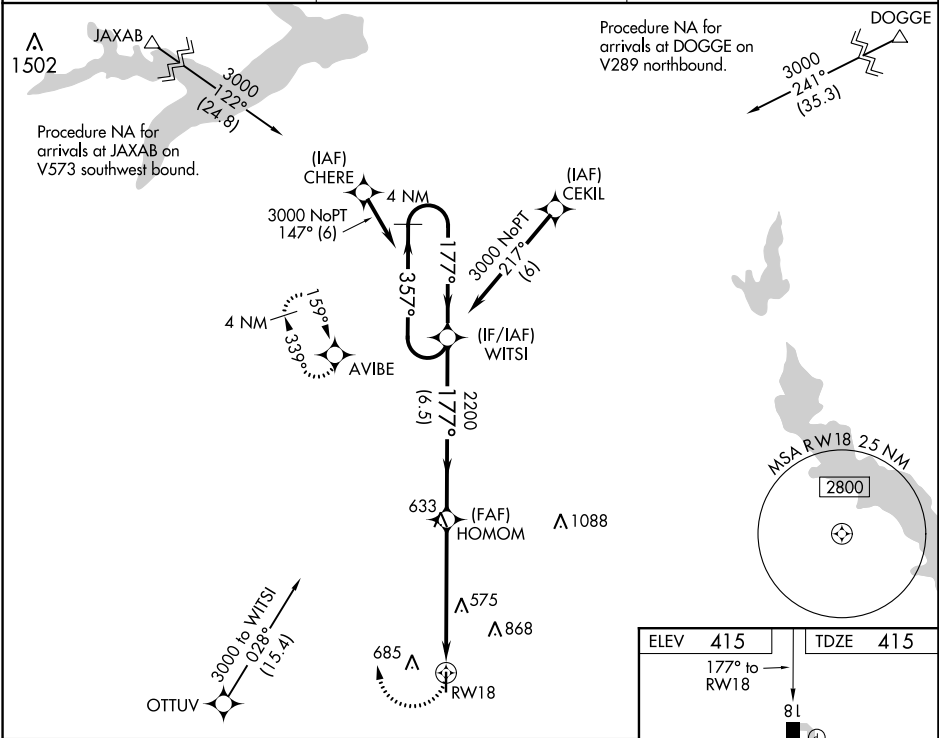 1502
JAXAB
3000
122°
(24.8)
Procedure NA for
arrivals at JAXAB on
V573 southwest bound.
Procedure NA for
arrivals at DOGGE on
V289 northbound.
DOGGE
3000
241°
(35.3)
(IAF)
CHERE
3000 NoPT
147° (6)
4 NM
177°
357°
(IAF)
CEKIL
3000 NoPT
217°
(6)
(IF/IAF)
WITSI
4 NM
159°
339°
AVIBE
2200
177°
(6.5)
633
(FAF)
HOMOM
1088
575
868
685
RW18
3000 to WITSI
028°
(15.4)
OTTUV
MSA RW18 25 NM
2800
ELEV 415
TDZE 415
177° to
RW18
18